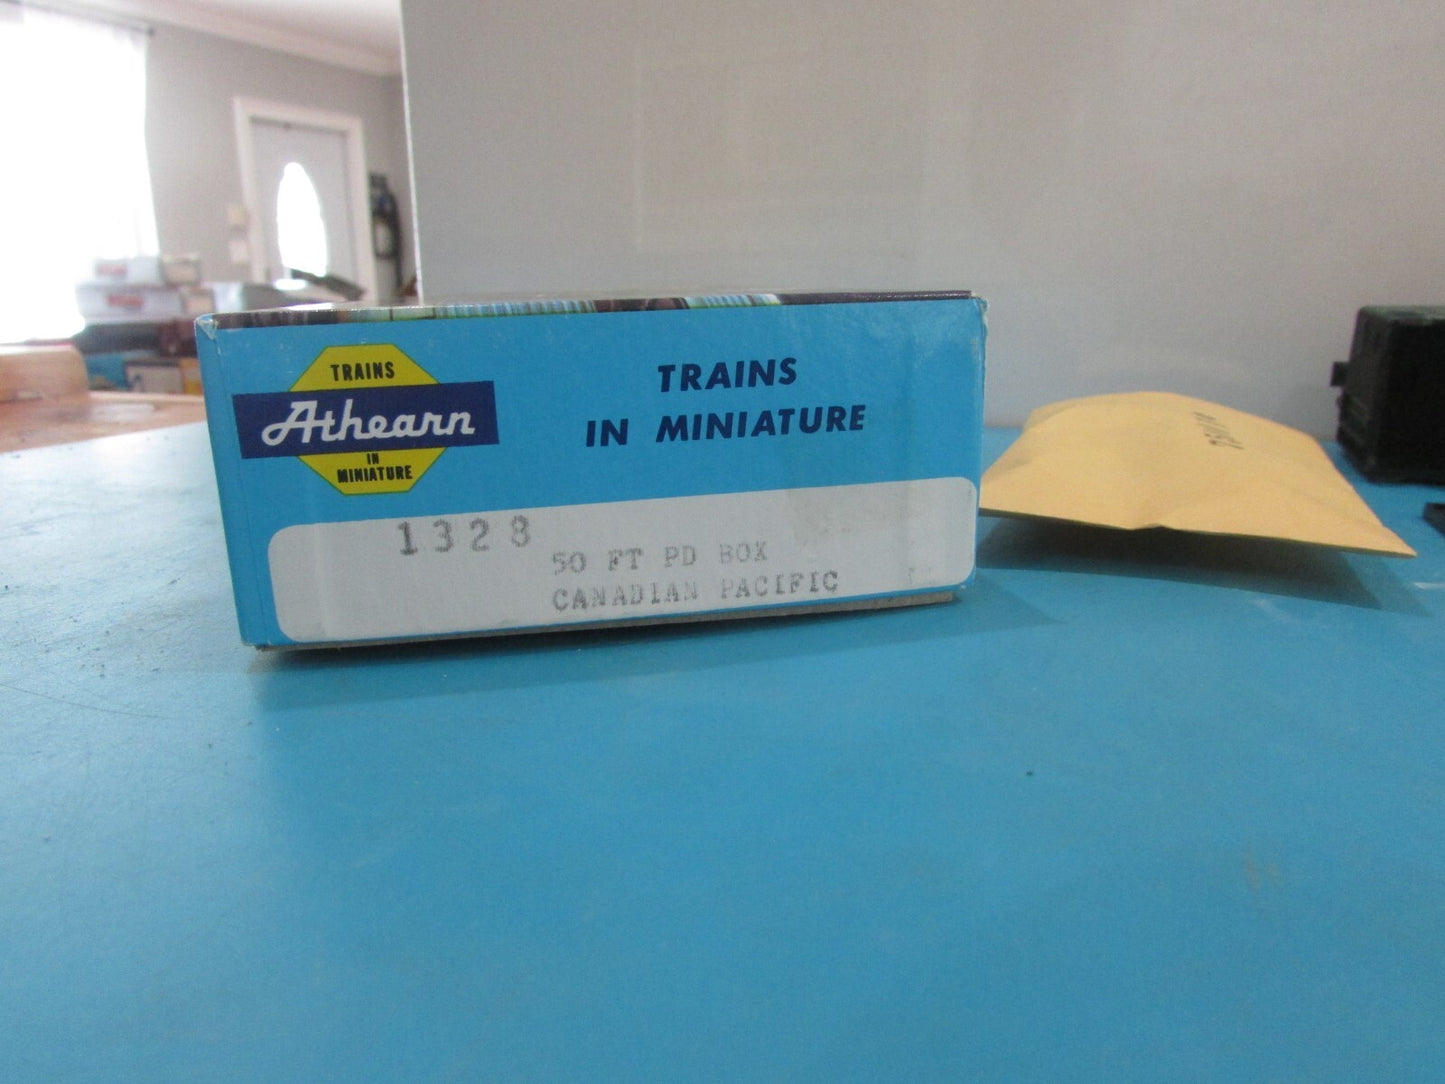 TRAINS
Athearn
IN
MINIATURE
TRAINS
IN MINIATURE
1328
50 FT PD BOX
CANADIAN PACIFIC